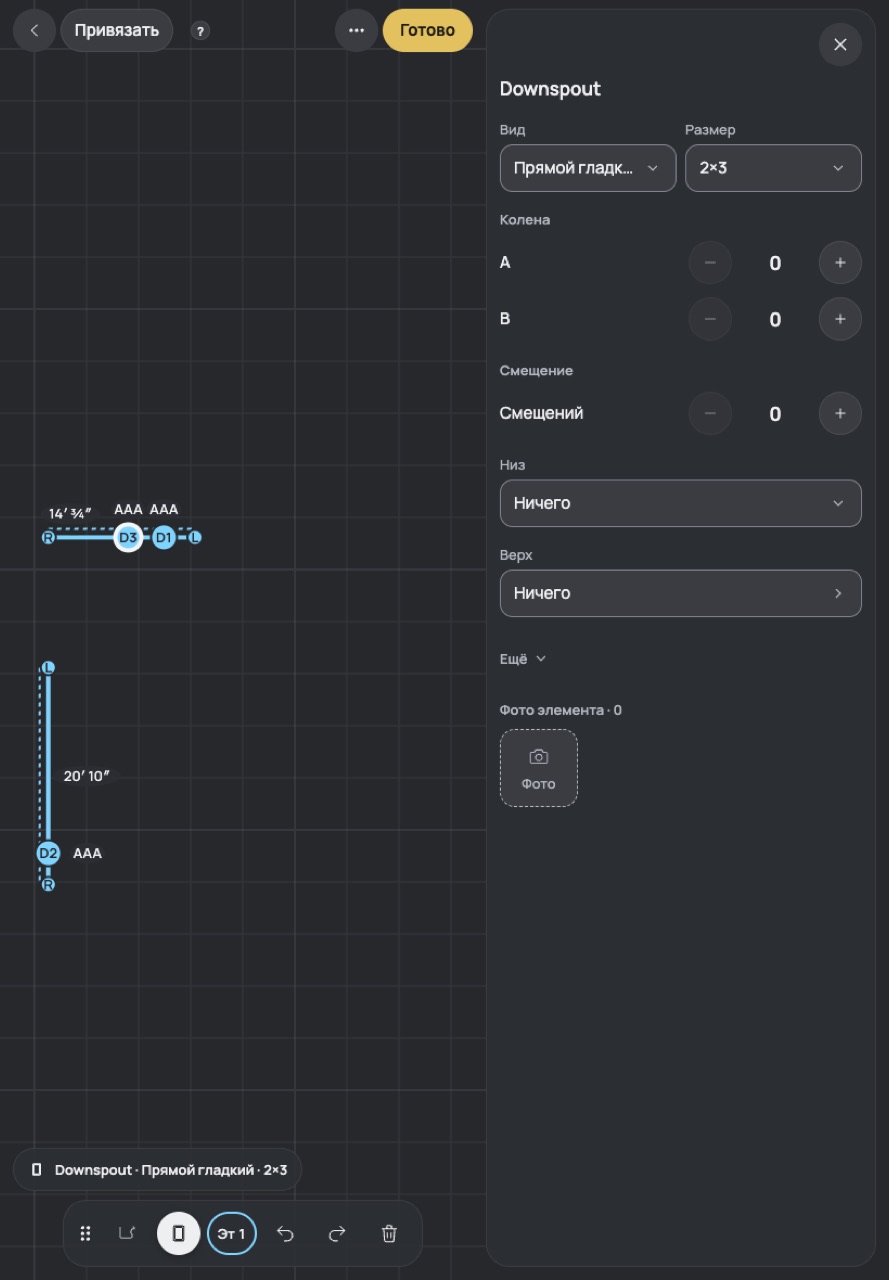 Привязать
?
Готово
Downspout
Вид
Размер
Прямой гладк...
2×3
Колена
A
0
B
0
Смещение
Смещений
0
Низ
Ничего
Верх
Ничего
Ещё
Фото элемента · 0
Фото
14′ ¾″
AAA
AAA
R
D3
D1
L
L
20′ 10″
D2
AAA
R
Downspout · Прямой гладкий · 2×3
Эт 1